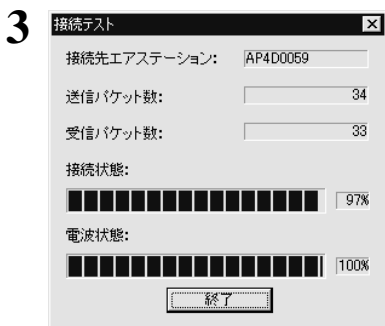 3
接続テスト
接続先エアステーション: AP4D0059
送信パケット数: 34
受信パケット数: 33
接続状態:
97%
電波状態:
100%
終了